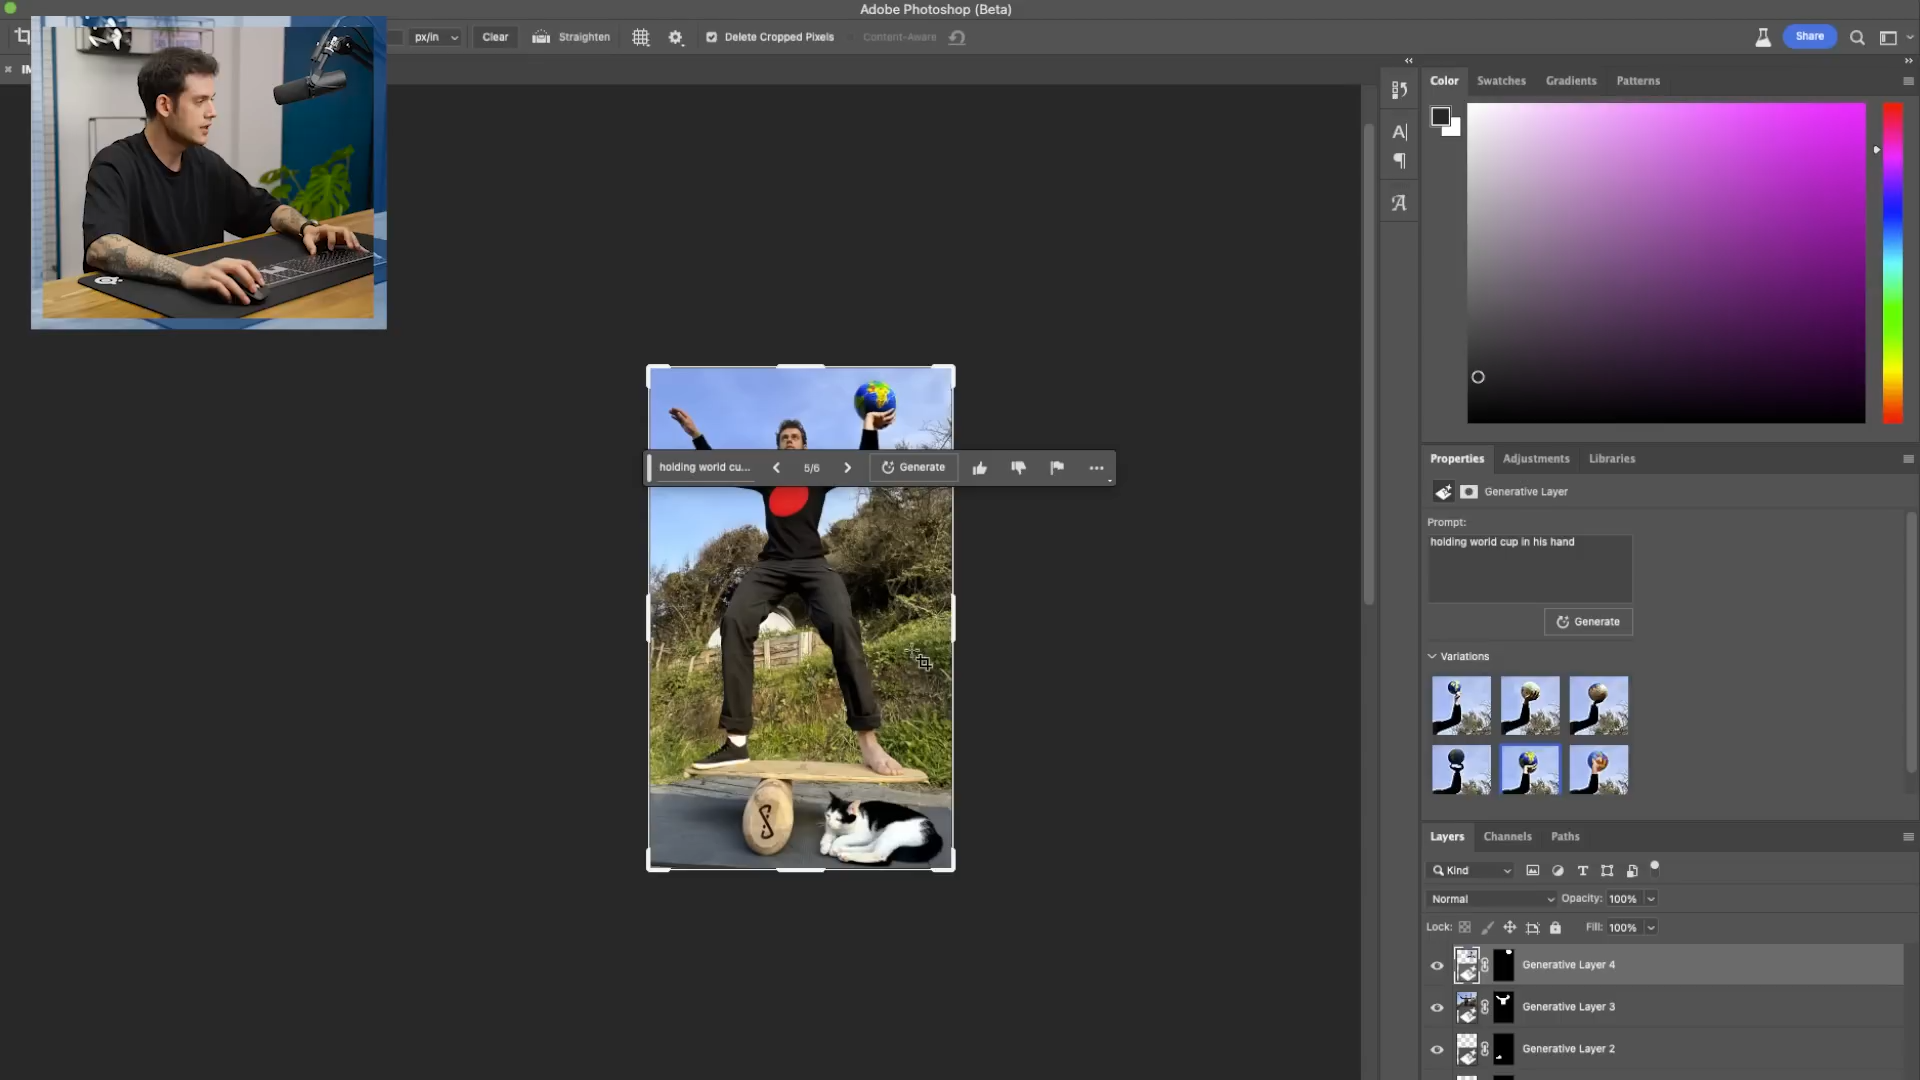 Adobe Photoshop (Beta)
px/in
Clear
Straighten
Delete Cropped Pixels
Content-Aware
Share
Color
Swatches
Gradients
Patterns
holding world cu...
5/6
Generate
Properties
Adjustments
Libraries
Generative Layer
Prompt:
holding world cup in his hand
Generate
Variations
Layers
Channels
Paths
Kind
Normal
Opacity: 100%
Lock:
Fill: 100%
Generative Layer 4
Generative Layer 3
Generative Layer 2